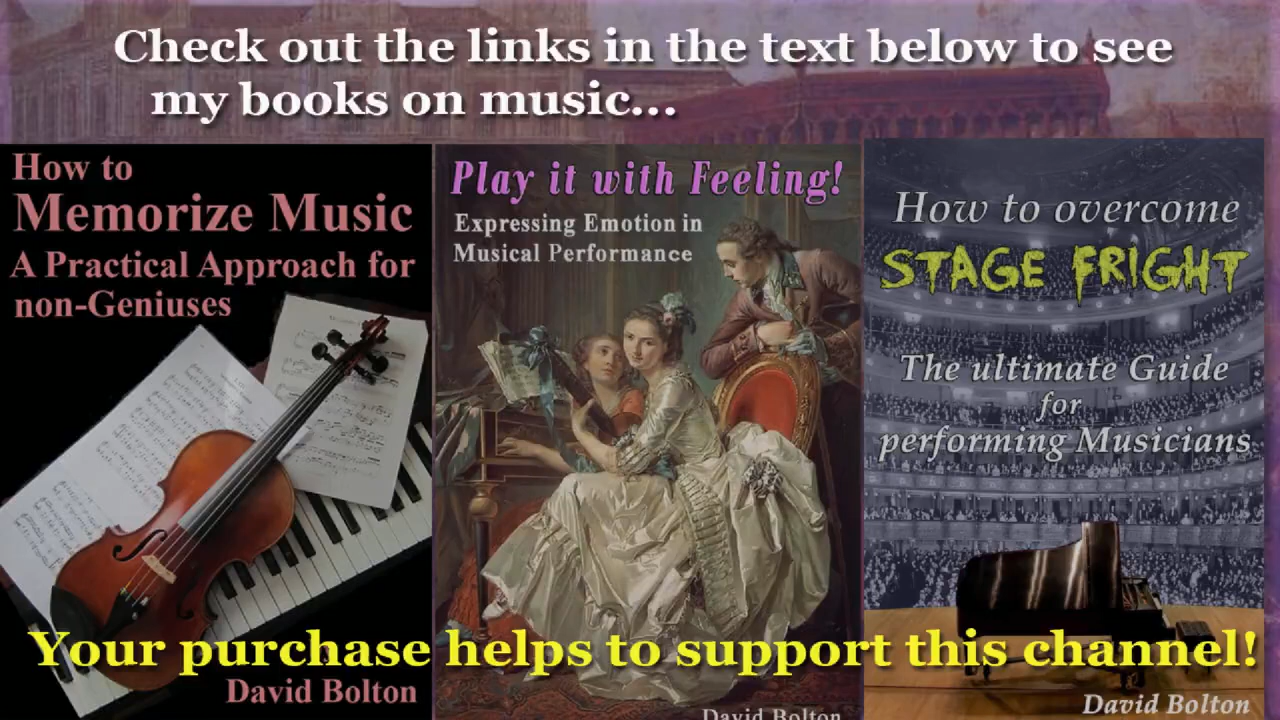 Check out the links in the text below to see
my books on music...
How to
Memorize Music
A Practical Approach for
non-Geniuses
David Bolton
Play it with Feeling!
Expressing Emotion in
Musical Performance
David Bolton
How to overcome
STAGE FRIGHT
The ultimate Guide
for
performing Musicians
David Bolton
Your purchase helps to support this channel!